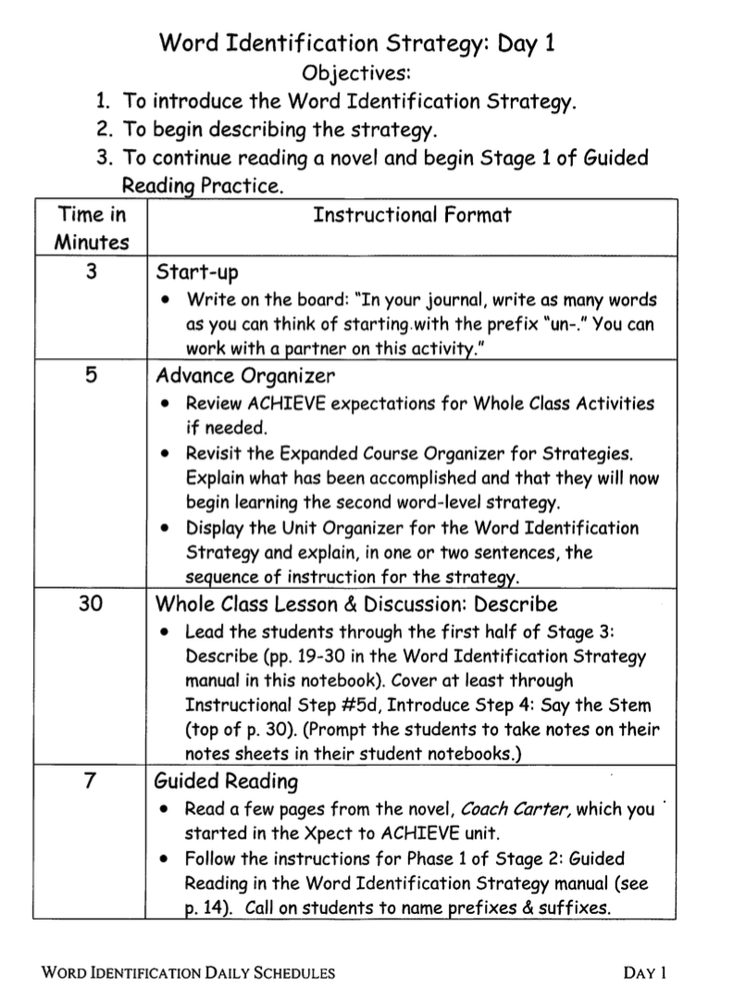 Word Identification Strategy: Day 1
Objectives:
1. To introduce the Word Identification Strategy.
2. To begin describing the strategy.
3. To continue reading a novel and begin Stage 1 of Guided
Reading Practice.
Time in
Minutes
Instructional Format
3
Start-up
• Write on the board: "In your journal, write as many words
as you can think of starting with the prefix "un-." You can
work with a partner on this activity."
5
Advance Organizer
• Review ACHIEVE expectations for Whole Class Activities
if needed.
• Revisit the Expanded Course Organizer for Strategies.
Explain what has been accomplished and that they will now
begin learning the second word-level strategy.
• Display the Unit Organizer for the Word Identification
Strategy and explain, in one or two sentences, the
sequence of instruction for the strategy.
30
Whole Class Lesson & Discussion: Describe
• Lead the students through the first half of Stage 3:
Describe (pp. 19-30 in the Word Identification Strategy
manual in this notebook). Cover at least through
Instructional Step #5d, Introduce Step 4: Say the Stem
(top of p. 30). (Prompt the students to take notes on their
notes sheets in their student notebooks.)
7
Guided Reading
• Read a few pages from the novel, Coach Carter, which you
started in the Xpect to ACHIEVE unit.
• Follow the instructions for Phase 1 of Stage 2: Guided
Reading in the Word Identification Strategy manual (see
p. 14). Call on students to name prefixes & suffixes.
WORD IDENTIFICATION DAILY SCHEDULES
DAY 1